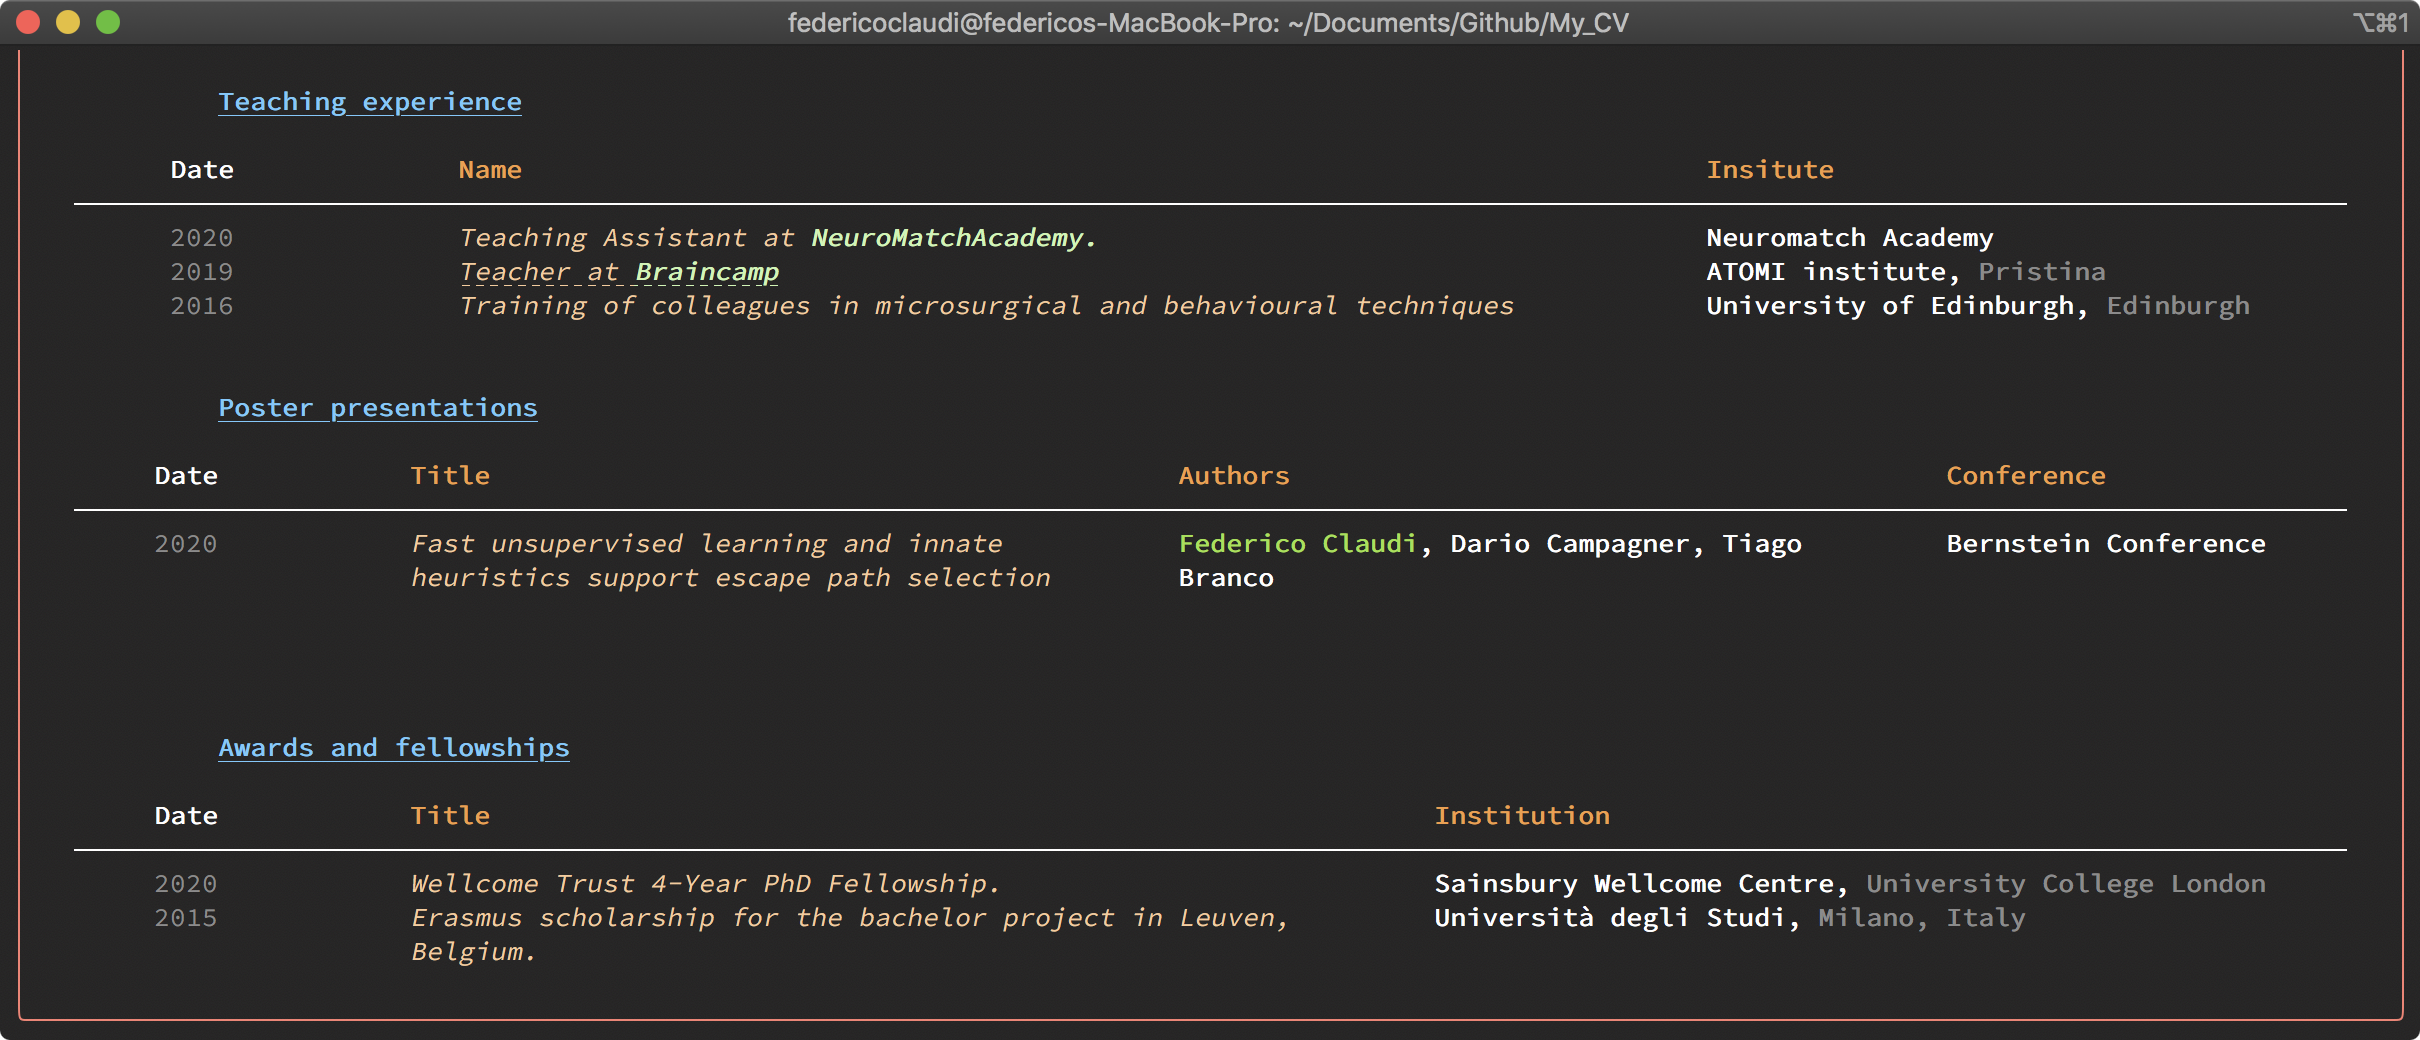 federicoclaudi@federicos-MacBook-Pro: ~/Documents/Github/My_CV ⌥⌘1
Teaching experience
Date Name Insitute
2020 Teaching Assistant at NeuroMatchAcademy. Neuromatch Academy
2019 Teacher at Braincamp ATOMI institute, Pristina
2016 Training of colleagues in microsurgical and behavioural techniques University of Edinburgh, Edinburgh
Poster presentations
Date Title Authors Conference
2020 Fast unsupervised learning and innate Federico Claudi, Dario Campagner, Tiago Bernstein Conference
heuristics support escape path selection Branco
Awards and fellowships
Date Title Institution
2020 Wellcome Trust 4-Year PhD Fellowship. Sainsbury Wellcome Centre, University College London
2015 Erasmus scholarship for the bachelor project in Leuven, Università degli Studi, Milano, Italy
Belgium.